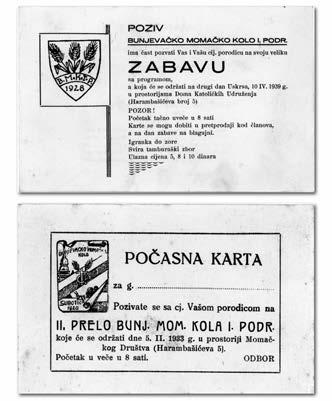 POZIV
BUNJEVAČKO MOMAČKO KOLO I. PODR.
ima čast pozvati Vas i Vašu cij. porodicu na svoju veliku
ZABAVU
sa programom,
a koja će se održati na drugi dan Uskrsa, 10 IV. 1939 g.
u prostorijama Doma Katoličkih Udruženja
(Harambašićeva broj 5)
POZOR!
Početak tačno uveče u 8 sati
Karte se mogu dobiti u pretprodaji kod članova,
a na dan zabave na blagajni.
Igranka do zore
Svira tamburaški zbor
Ulazna cijena 5, 8 i 10 dinara
1928
POČASNA KARTA
za g.
Pozivate se sa cj. Vašom porodicom na
II. PRELO BUNJ. MOM. KOLA I. PODR.
koje će se održati dne 5. II. 1933 g. u prostoriji Momač-
kog Društva (Harambašićeva 5).
Početak u veče u 8 sati.
ODBOR